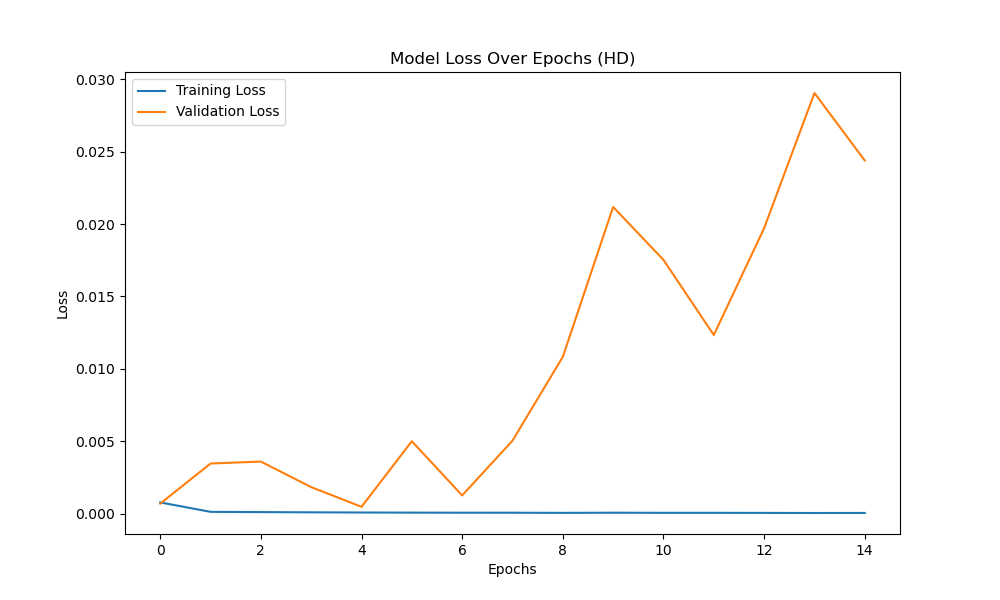 Model Loss Over Epochs (HD)
Training Loss
Validation Loss
0.030
0.025
0.020
0.015
0.010
0.005
0.000
Loss
0 2 4 6 8 10 12 14
Epochs